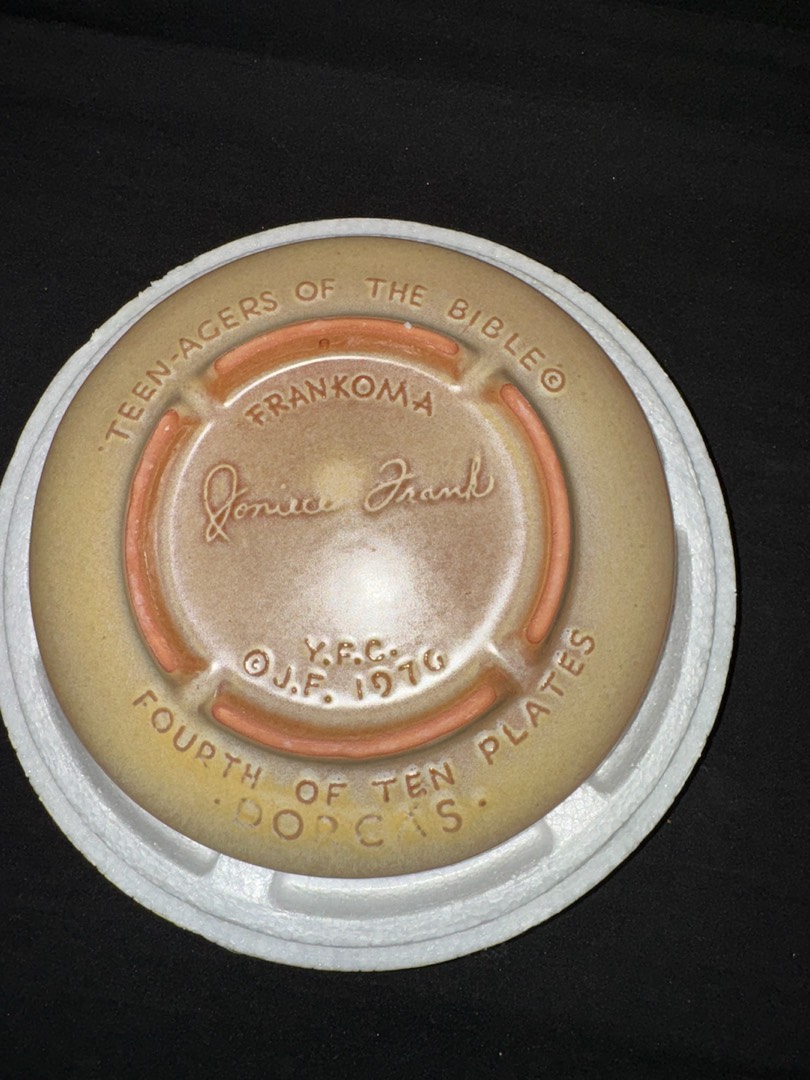 TEEN-AGERS OF THE BIBLE©
FRANKOMA
Joniece Frank
Y.F.C.
©J.F. 1976
FOURTH OF TEN PLATES
·DORCAS·